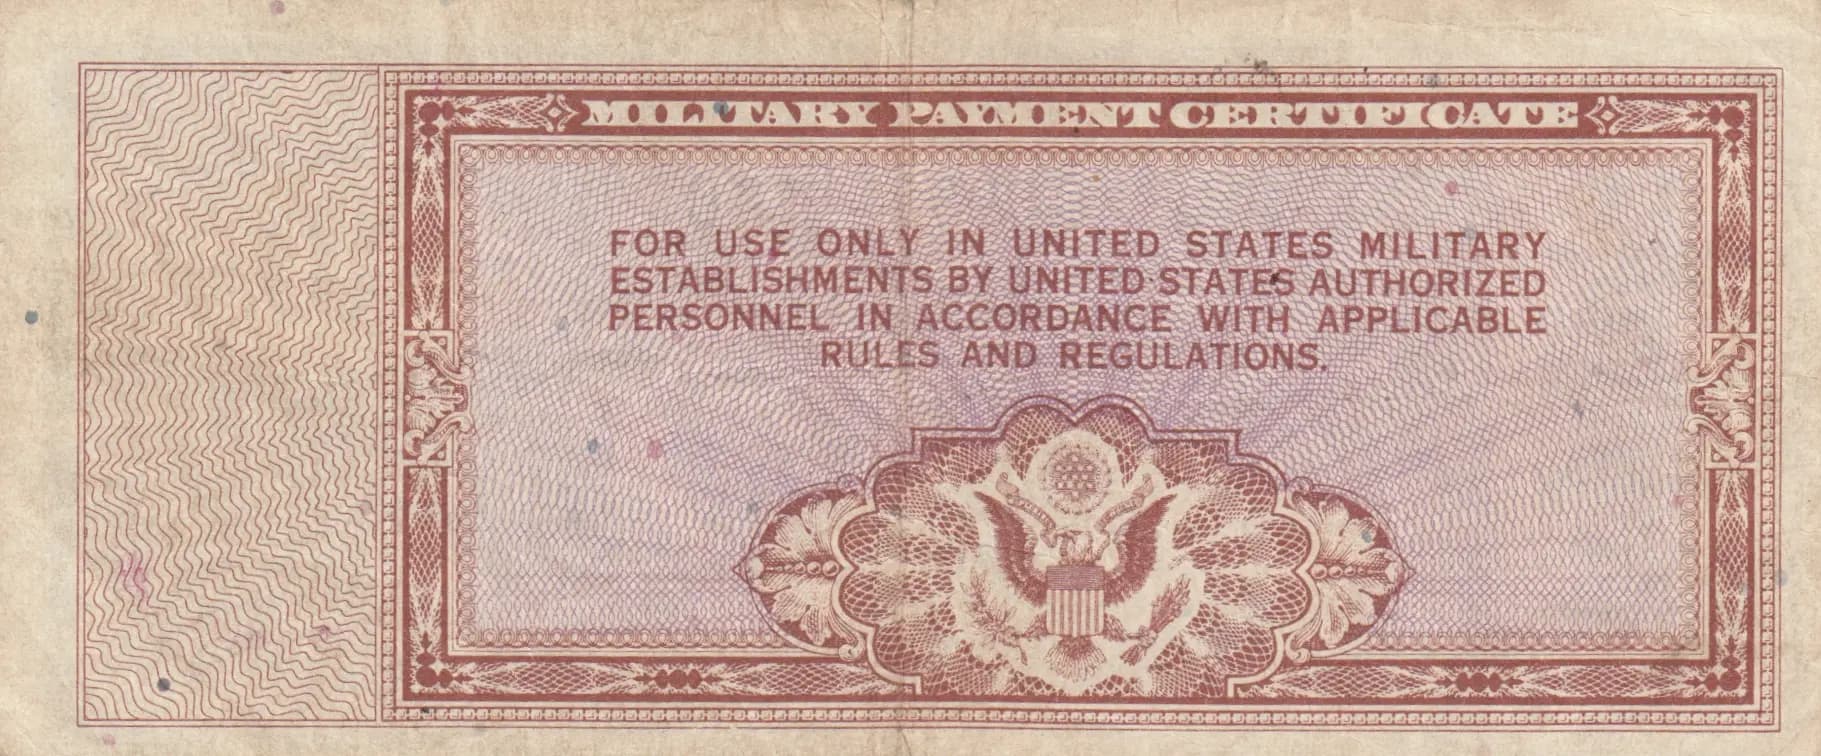 MILITARY PAYMENT CERTIFICATE
FOR USE ONLY IN UNITED STATES MILITARY
ESTABLISHMENTS BY UNITED STATES AUTHORIZED
PERSONNEL IN ACCORDANCE WITH APPLICABLE
RULES AND REGULATIONS.